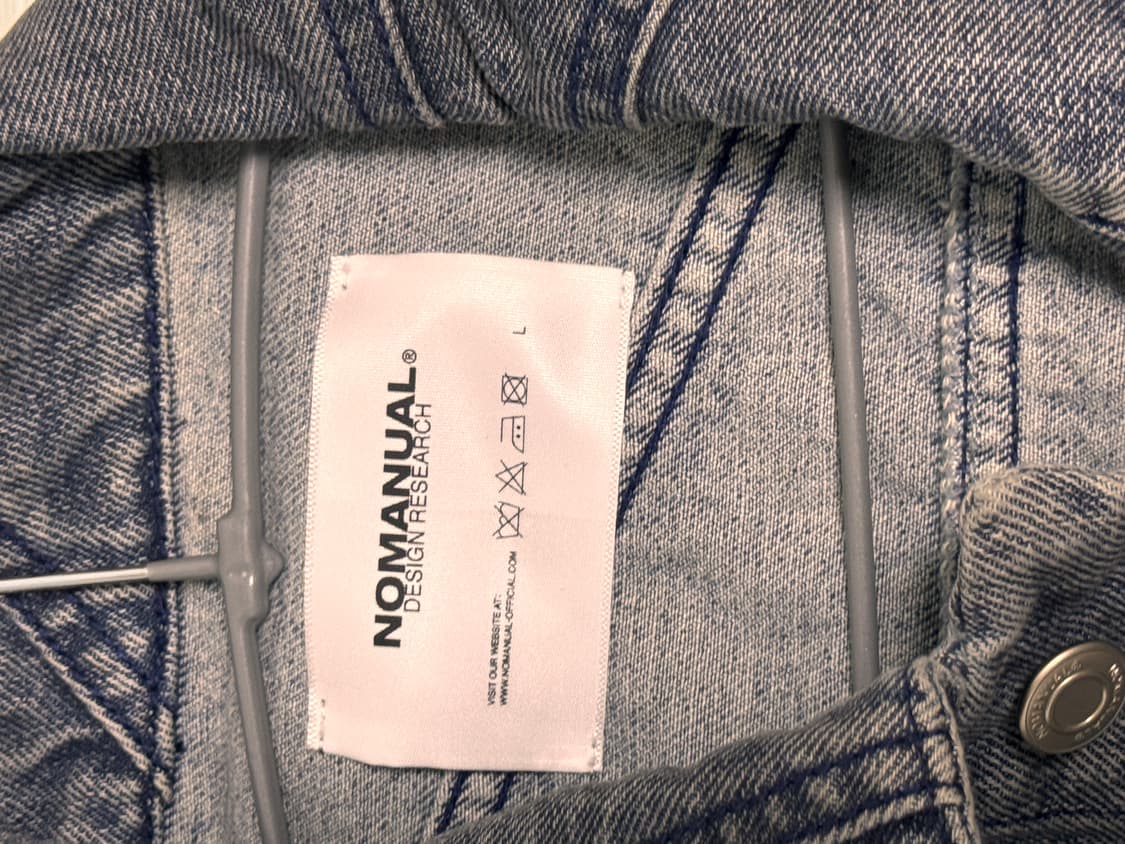 NOMANUAL®
DESIGN RESEARCH
VISIT OUR WEBSITE AT:
WWW.NOMANUAL-OFFICIAL.COM
L